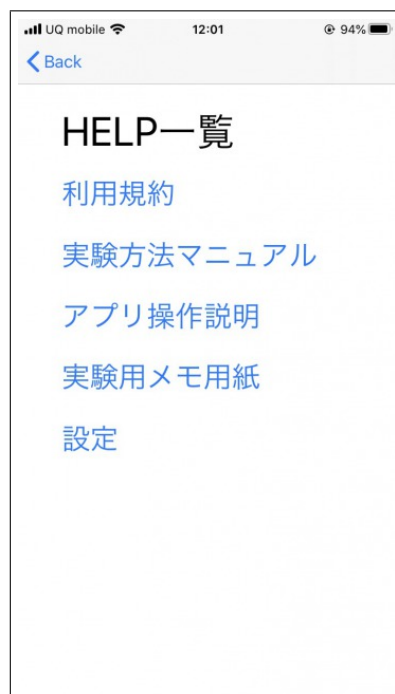 UQ mobile 12:01 94%
Back
HELP一覧
利用規約
実験方法マニュアル
アプリ操作説明
実験用メモ用紙
設定